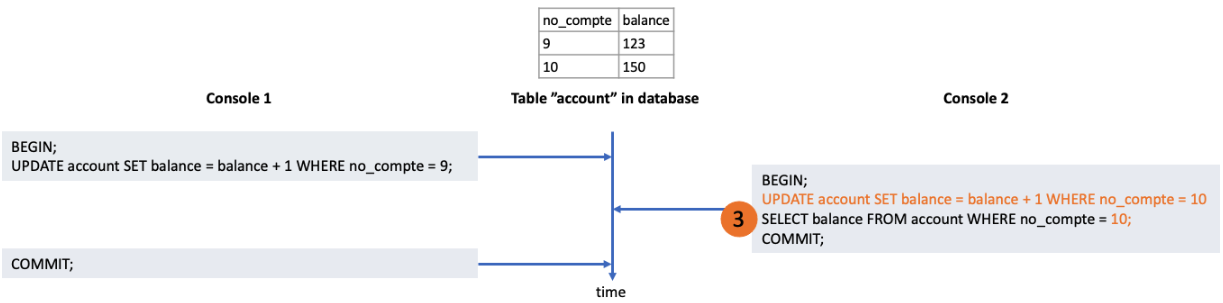 no_compte balance
9 123
10 150
Console 1
Table ”account” in database
Console 2
BEGIN;
UPDATE account SET balance = balance + 1 WHERE no_compte = 9;
BEGIN;
UPDATE account SET balance = balance + 1 WHERE no_compte = 10
3
SELECT balance FROM account WHERE no_compte = 10;
COMMIT;
COMMIT;
time